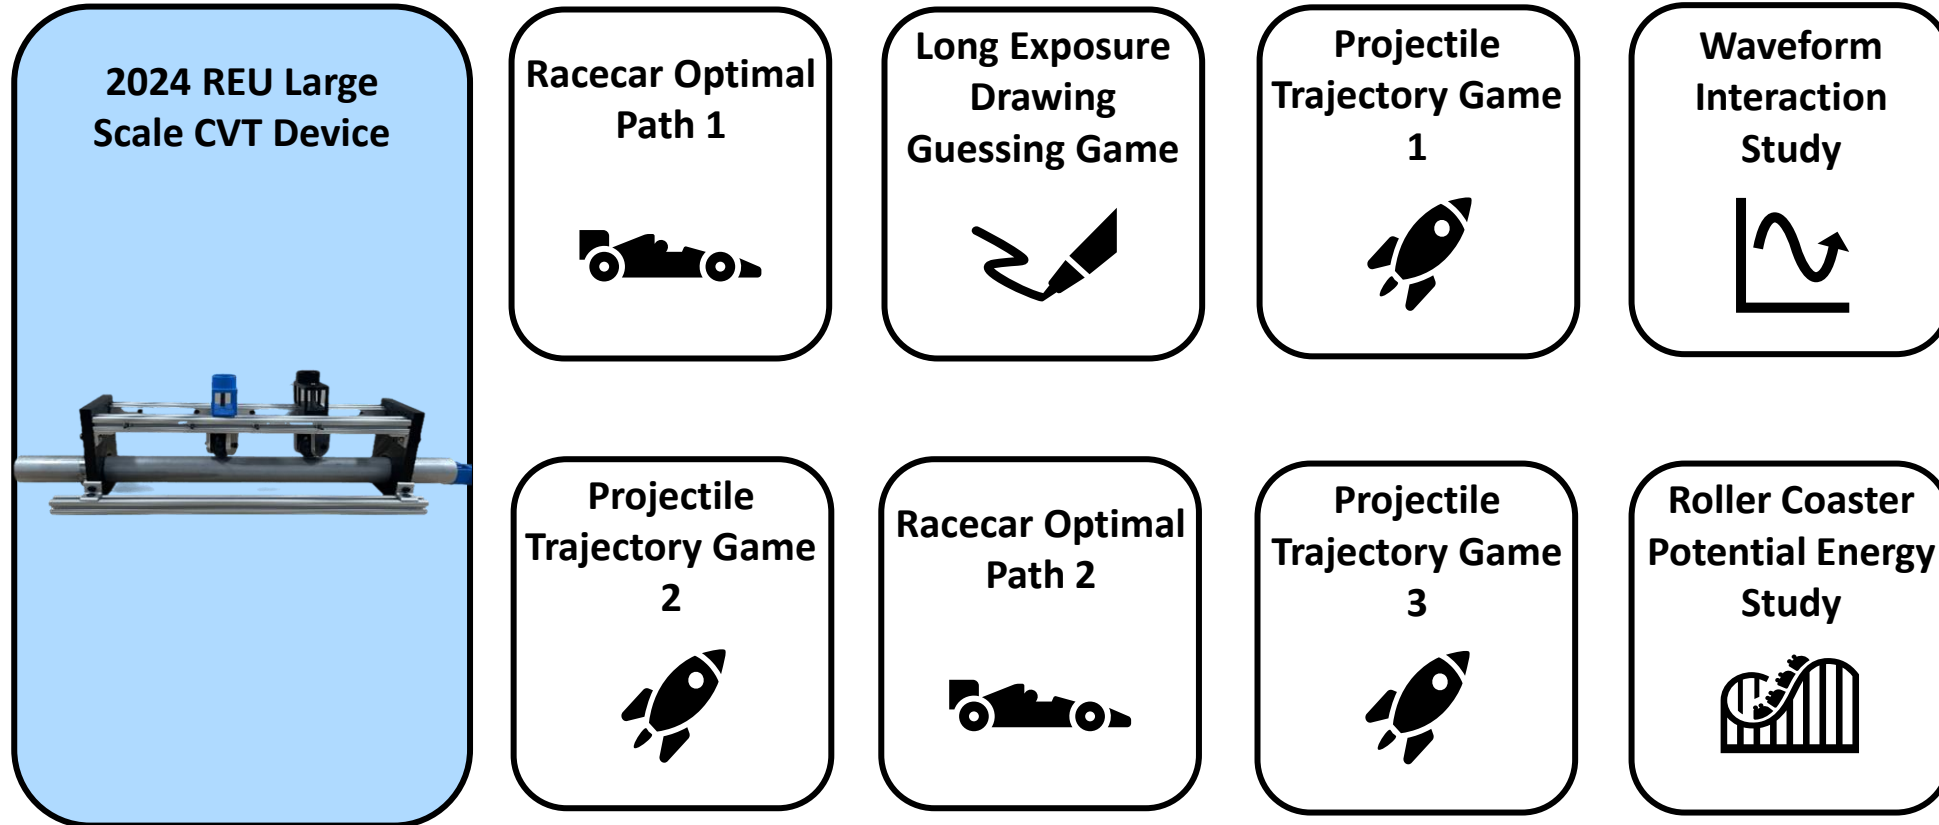 2024 REU Large
Scale CVT Device
Racecar Optimal
Path 1
Long Exposure
Drawing
Guessing Game
Projectile
Trajectory Game
1
Waveform
Interaction
Study
Projectile
Trajectory Game
2
Racecar Optimal
Path 2
Projectile
Trajectory Game
3
Roller Coaster
Potential Energy
Study